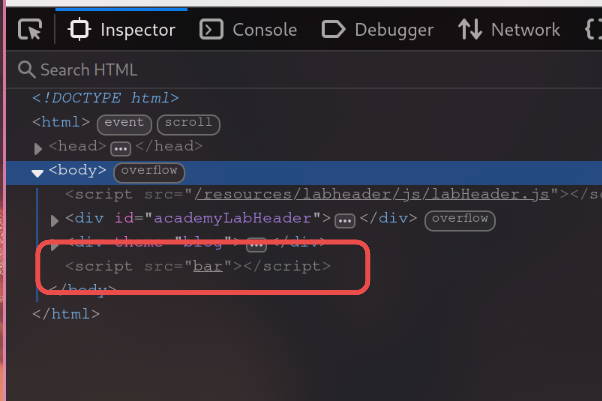 Inspector Console Debugger Network {
Search HTML
<!DOCTYPE html>
<html> event scroll
<head> ••• </head>
<body> overflow
<script src="/resources/labheader/js/labHeader.js"></s
<div id="academyLabHeader"> ••• </div> overflow
<div theme="blog"> ••• </div>
<script src="bar"></script>
</body>
</html>